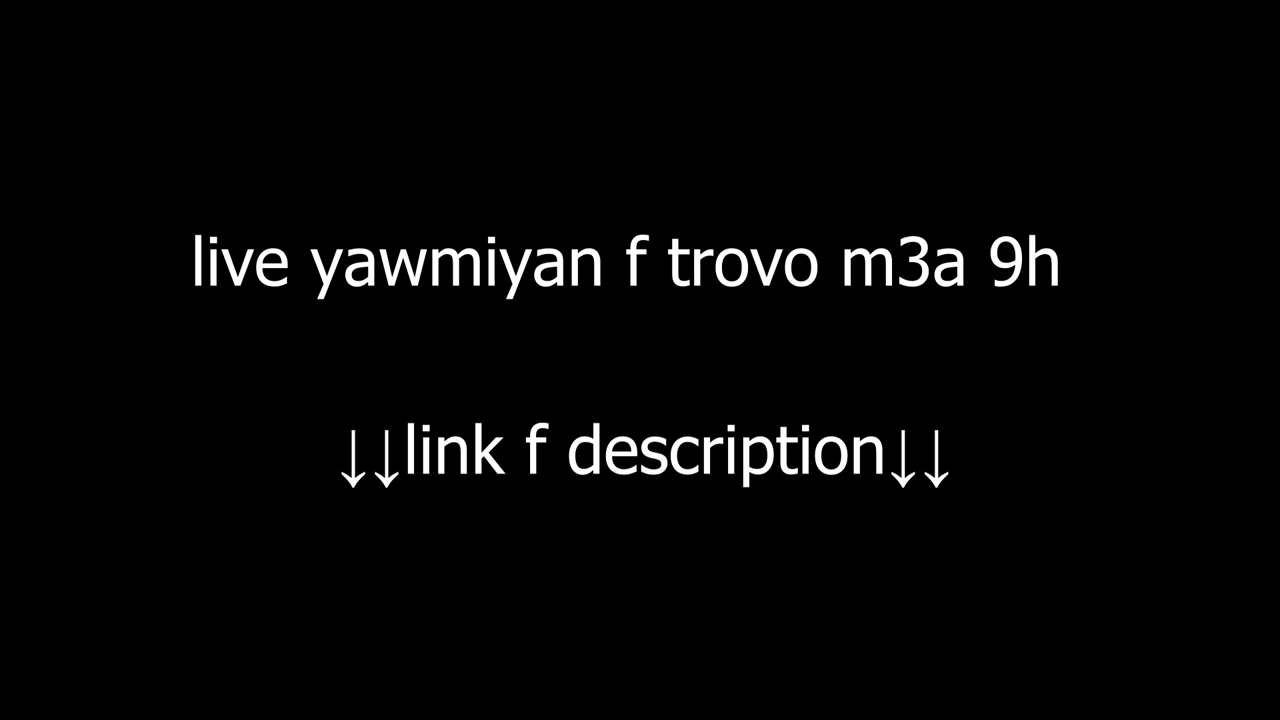 live yawmiyan f trovo m3a 9h
↓↓link f description↓↓